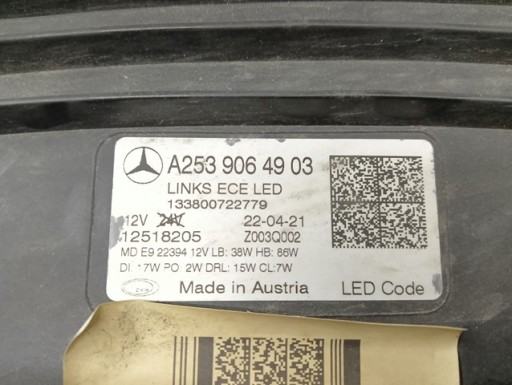 A253 906 49 03
LINKS ECE LED
133800722779
12V 24V 22-04-21
12518205 Z003Q002
MD E9 22394 12V LB: 38W HB: 86W
DI: 17W PO: 2W DRL: 15W CL:7W
Made in Austria LED Code